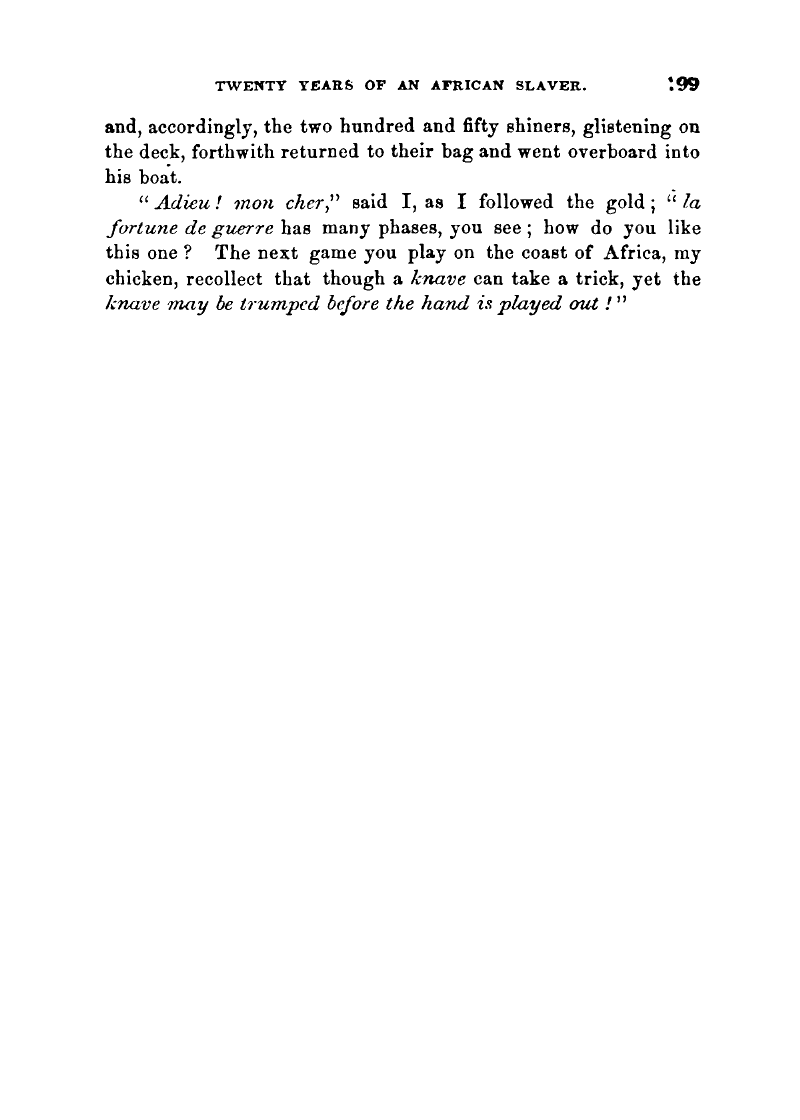 TWENTY YEARS OF AN AFRICAN SLAVER. 199
and, accordingly, the two hundred and fifty shiners, glistening on
the deck, forthwith returned to their bag and went overboard into
his boat.
“Adieu! mon cher,” said I, as I followed the gold; “la
fortune de guerre has many phases, you see; how do you like
this one? The next game you play on the coast of Africa, my
chicken, recollect that though a knave can take a trick, yet the
knave may be trumped before the hand is played out!”